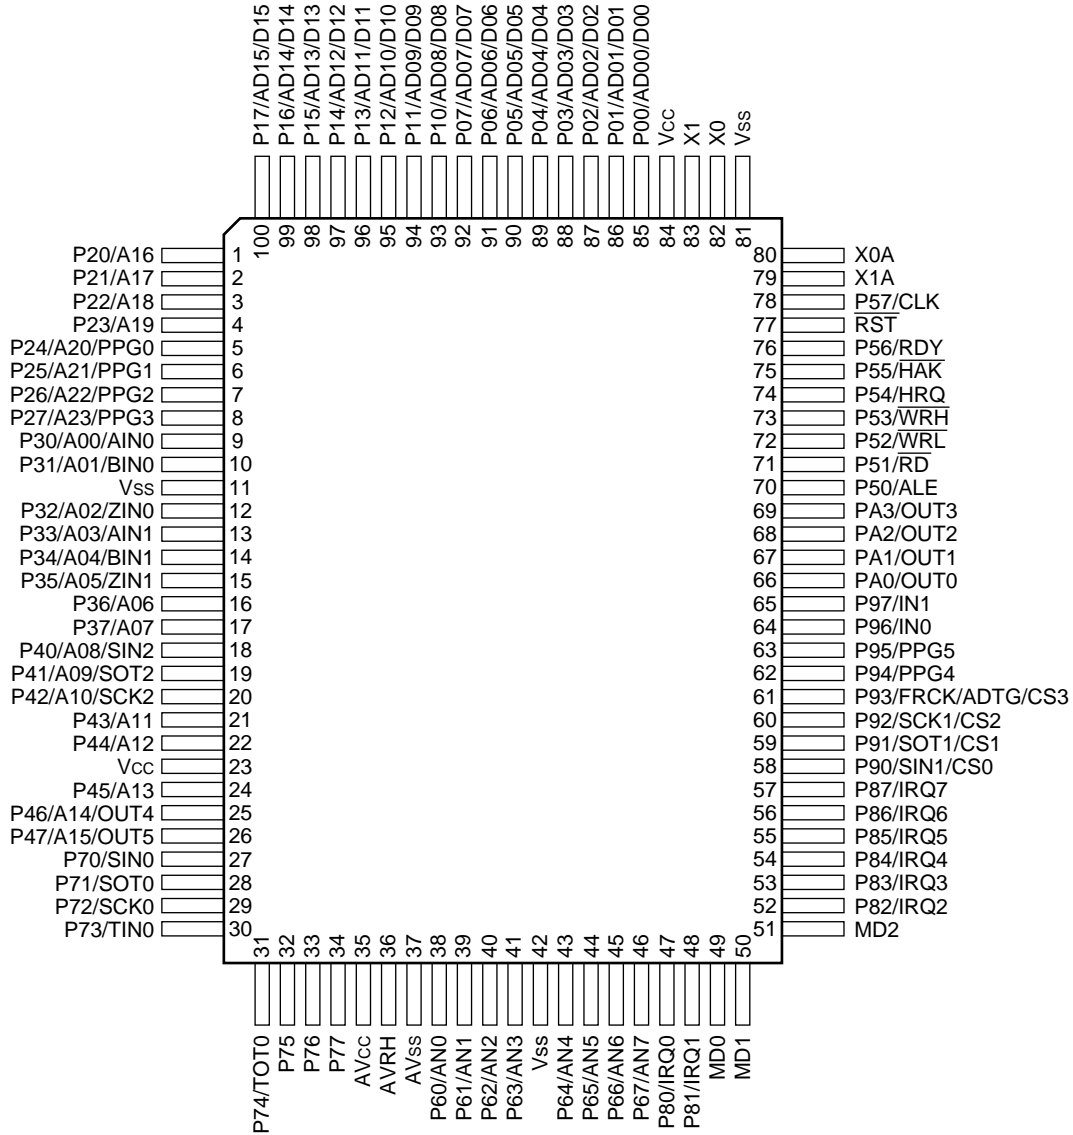 P17/AD15/D15
P16/AD14/D14
P15/AD13/D13
P14/AD12/D12
P13/AD11/D11
P12/AD10/D10
P11/AD09/D09
P10/AD08/D08
P07/AD07/D07
P06/AD06/D06
P05/AD05/D05
P04/AD04/D04
P03/AD03/D03
P02/AD02/D02
P01/AD01/D01
P00/AD00/D00
Vcc
X1
X0
Vss
100
99
98
97
96
95
94
93
92
91
90
89
88
87
86
85
84
83
82
81
P20/A16 1
P21/A17 2
P22/A18 3
P23/A19 4
P24/A20/PPG0 5
P25/A21/PPG1 6
P26/A22/PPG2 7
P27/A23/PPG3 8
P30/A00/AIN0 9
P31/A01/BIN0 10
Vss 11
P32/A02/ZIN0 12
P33/A03/AIN1 13
P34/A04/BIN1 14
P35/A05/ZIN1 15
P36/A06 16
P37/A07 17
P40/A08/SIN2 18
P41/A09/SOT2 19
P42/A10/SCK2 20
P43/A11 21
P44/A12 22
Vcc 23
P45/A13 24
P46/A14/OUT4 25
P47/A15/OUT5 26
P70/SIN0 27
P71/SOT0 28
P72/SCK0 29
P73/TIN0 30
80 X0A
79 X1A
78 P57/CLK
77 R̅S̅T̅
76 P56/RDY
75 P55/H̅A̅K̅
74 P54/HRQ
73 P53/W̅R̅H̅
72 P52/W̅R̅L̅
71 P51/R̅D̅
70 P50/ALE
69 PA3/OUT3
68 PA2/OUT2
67 PA1/OUT1
66 PA0/OUT0
65 P97/IN1
64 P96/IN0
63 P95/PPG5
62 P94/PPG4
61 P93/FRCK/ADTG/CS3
60 P92/SCK1/CS2
59 P91/SOT1/CS1
58 P90/SIN1/CS0
57 P87/IRQ7
56 P86/IRQ6
55 P85/IRQ5
54 P84/IRQ4
53 P83/IRQ3
52 P82/IRQ2
51 MD2
31
32
33
34
35
36
37
38
39
40
41
42
43
44
45
46
47
48
49
50
P74/TOT0
P75
P76
P77
AVcc
AVRH
AVss
P60/AN0
P61/AN1
P62/AN2
P63/AN3
Vss
P64/AN4
P65/AN5
P66/AN6
P67/AN7
P80/IRQ0
P81/IRQ1
MD0
MD1